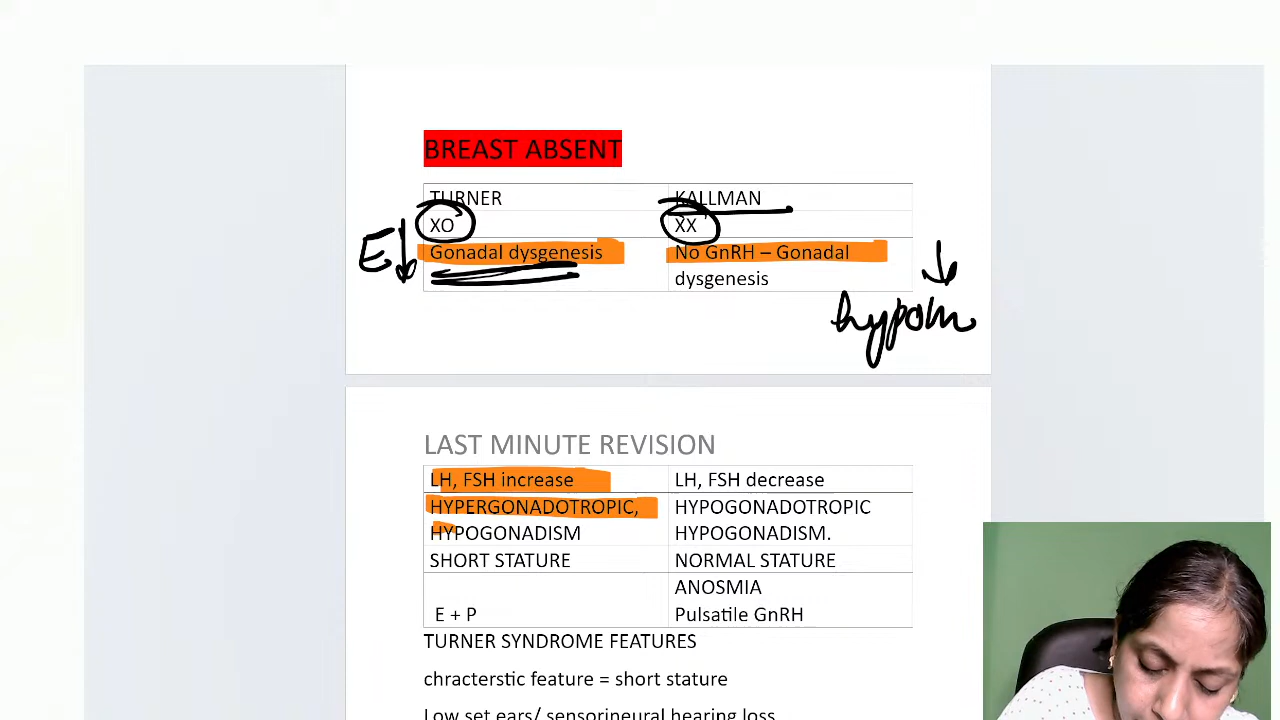 BREAST ABSENT
TURNER KALLMAN
XO XX
E↓ Gonadal dysgenesis No GnRH – Gonadal
dysgenesis
↓
hypoth
LAST MINUTE REVISION
LH, FSH increase LH, FSH decrease
HYPERGONADOTROPIC, HYPOGONADOTROPIC
HYPOGONADISM HYPOGONADISM.
SHORT STATURE NORMAL STATURE
ANOSMIA
E + P Pulsatile GnRH
TURNER SYNDROME FEATURES
chracterstic feature = short stature
Low set ears/ sensorineural hearing loss